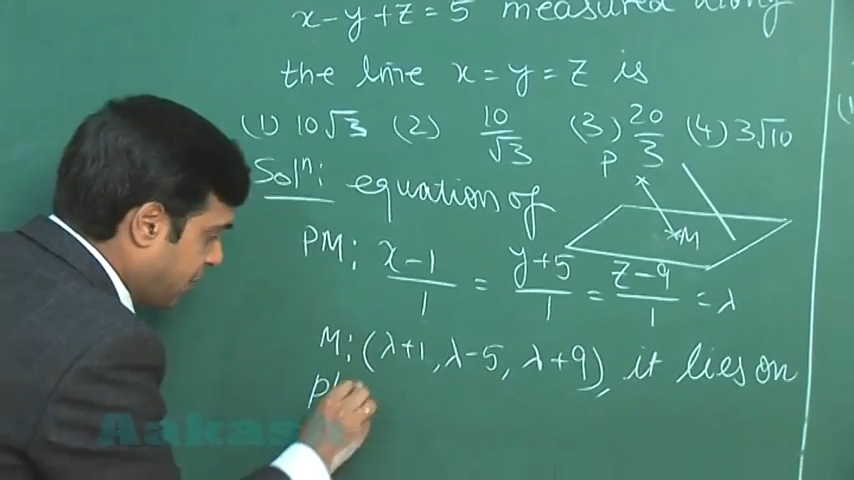 x-y+z=5 measured along
the line x=y=z is
(1) 10√3 (2) 10/√3 (3) 20/3 (4) 3√10
Solⁿ: equation of
P
M
PM: x-1/1 = y+5/1 = z-9/1 = λ
M: (λ+1, λ-5, λ+9), it lies on
pl
Aakash